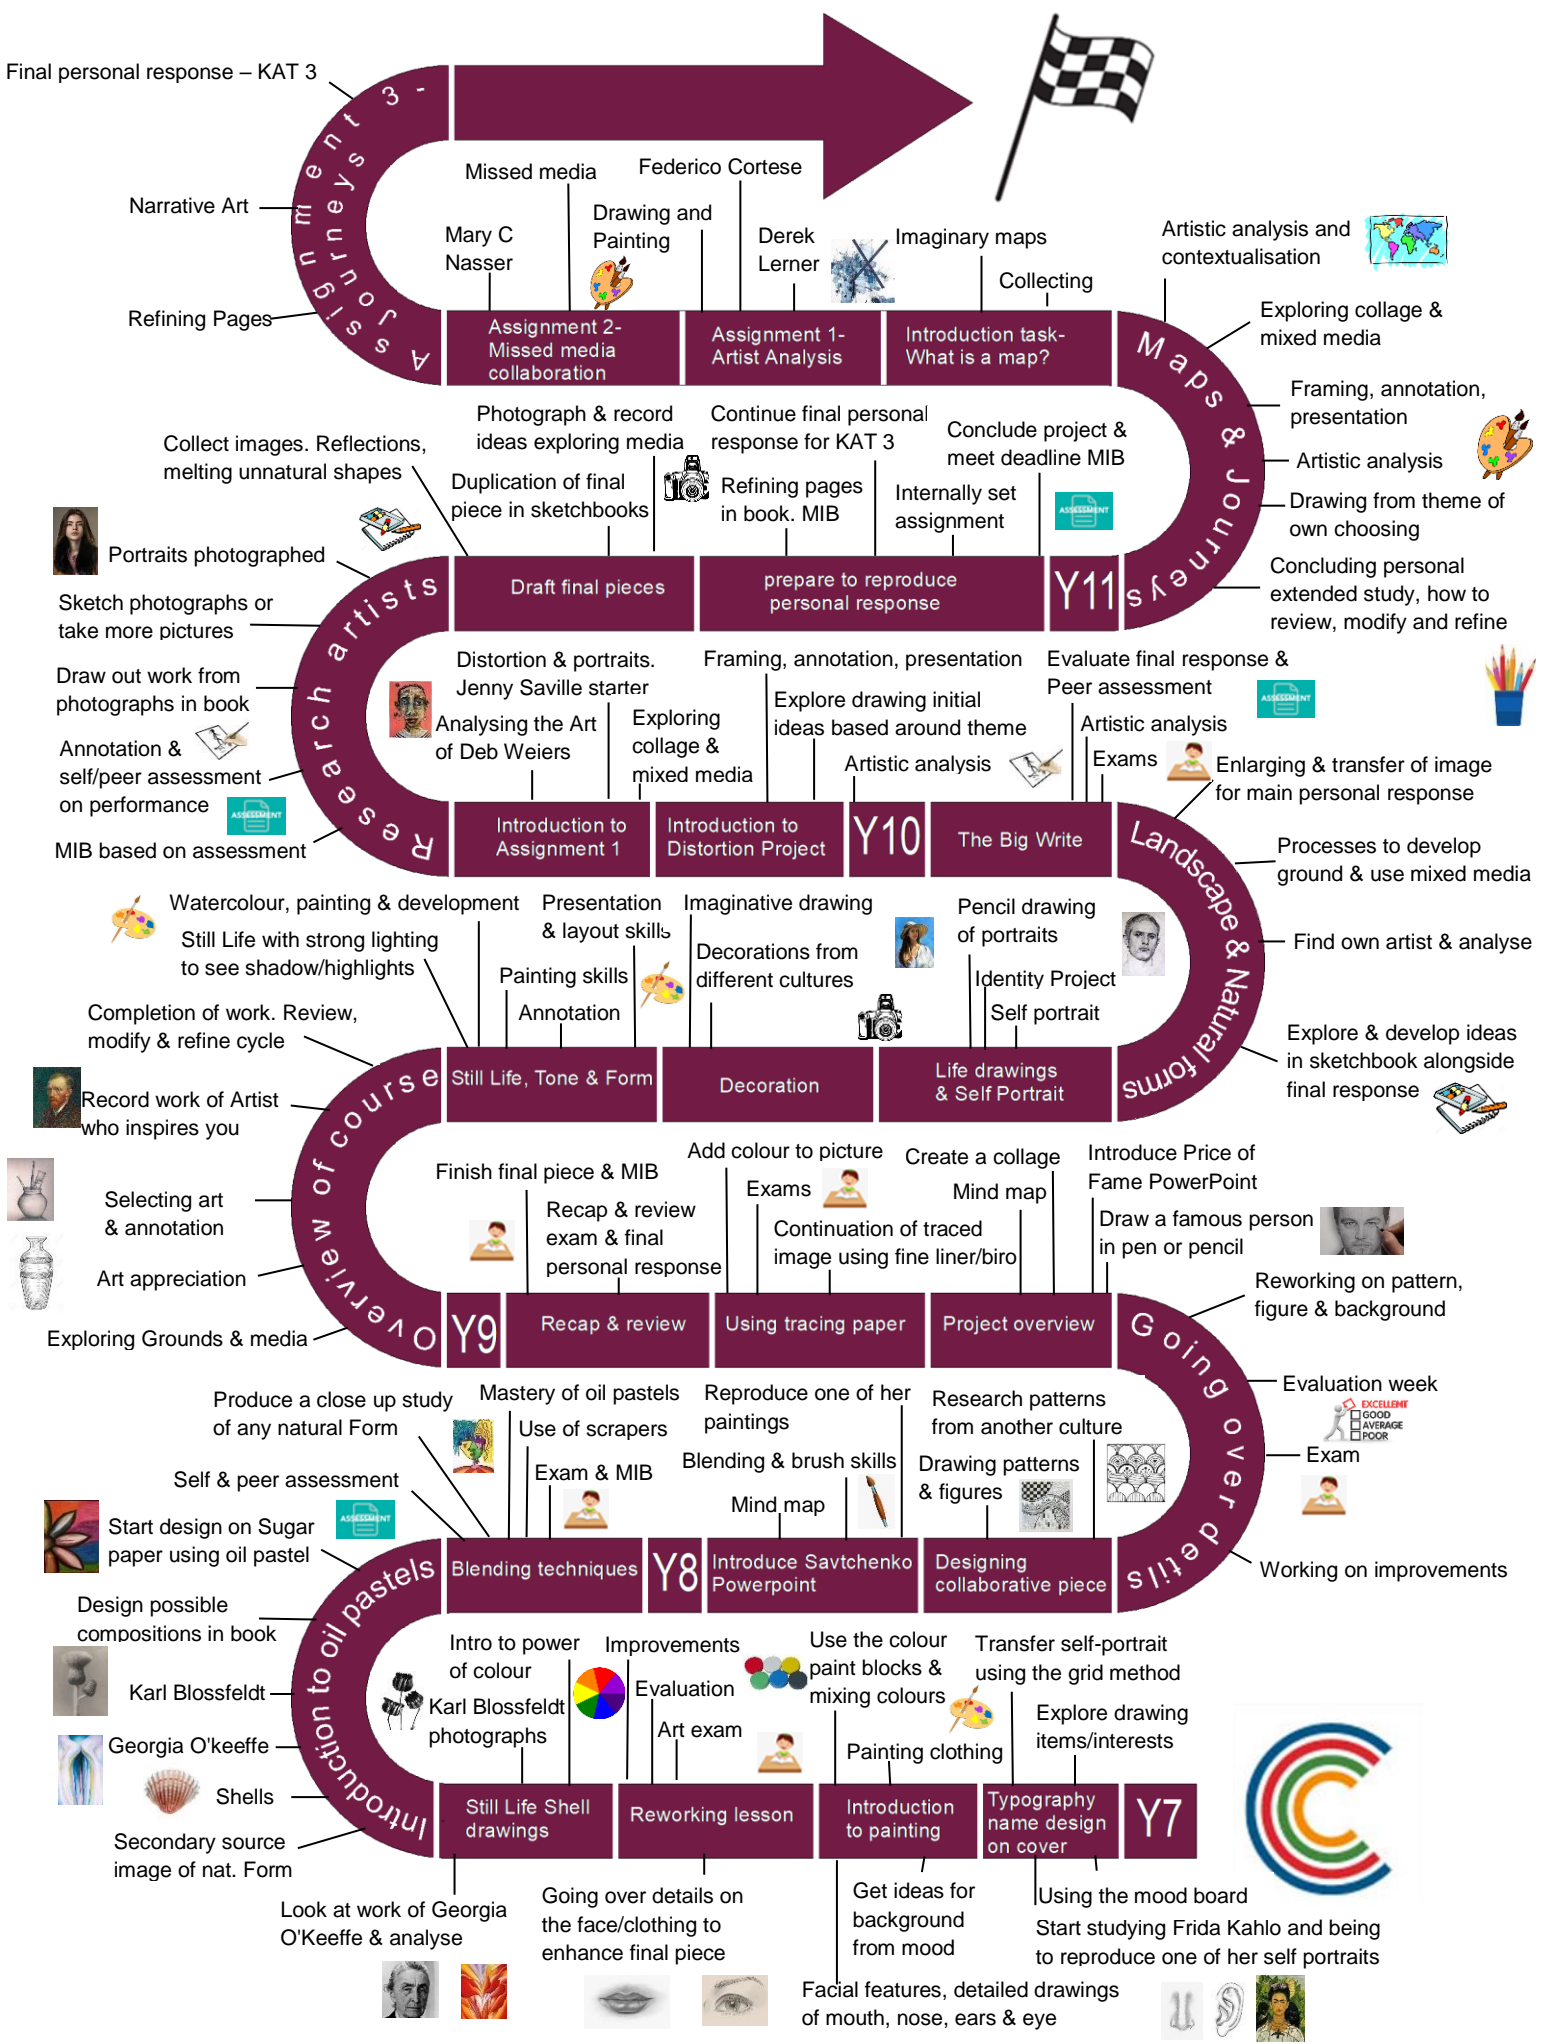 Final personal response – KAT 3
Narrative Art
Refining Pages
Assignment 3 -
Journeys
Missed media
Federico Cortese
Mary C
Nasser
Drawing and
Painting
Derek
Lerner
Imaginary maps
Collecting
Assignment 2-
Missed media
collaboration
Assignment 1-
Artist Analysis
Introduction task-
What is a map?
Maps & Journeys
Artistic analysis and
contextualisation
Exploring collage &
mixed media
Framing, annotation,
presentation
Artistic analysis
Drawing from theme of
own choosing
Concluding personal
extended study, how to
review, modify and refine
Collect images. Reflections,
melting unnatural shapes
Photograph & record
ideas exploring media
Duplication of final
piece in sketchbooks
Continue final personal
response for KAT 3
Refining pages
in book. MIB
Conclude project &
meet deadline MIB
Internally set
assignment
ASSESSMENT
Draft final pieces
prepare to reproduce
personal response
Y11
Portraits photographed
Sketch photographs or
take more pictures
Draw out work from
photographs in book
Annotation &
self/peer assessment
on performance
ASSESSMENT
MIB based on assessment
Research artists
Distortion & portraits.
Jenny Saville starter
Analysing the Art
of Deb Weiers
Exploring
collage &
mixed media
Framing, annotation, presentation
Explore drawing initial
ideas based around theme
Artistic analysis
Evaluate final response &
Peer assessment
ASSESSMENT
Artistic analysis
Exams
Introduction to
Assignment 1
Introduction to
Distortion Project
Y10
The Big Write
Landscape & Natural forms
Enlarging & transfer of image
for main personal response
Processes to develop
ground & use mixed media
Find own artist & analyse
Explore & develop ideas
in sketchbook alongside
final response
Watercolour, painting & development
Still Life with strong lighting
to see shadow/highlights
Painting skills
Annotation
Presentation
& layout skills
Imaginative drawing
Decorations from
different cultures
Pencil drawing
of portraits
Identity Project
Self portrait
Still Life, Tone & Form
Decoration
Life drawings
& Self Portrait
Completion of work. Review,
modify & refine cycle
Record work of Artist
who inspires you
Selecting art
& annotation
Art appreciation
Exploring Grounds & media
Overview of course
Finish final piece & MIB
Recap & review
exam & final
personal response
Add colour to picture
Exams
Continuation of traced
image using fine liner/biro
Create a collage
Mind map
Introduce Price of
Fame PowerPoint
Draw a famous person
in pen or pencil
Y9
Recap & review
Using tracing paper
Project overview
Going over detils
Reworking on pattern,
figure & background
Evaluation week
EXCELLENT
GOOD
AVERAGE
POOR
Exam
Working on improvements
Produce a close up study
of any natural Form
Self & peer assessment
ASSESSMENT
Mastery of oil pastels
Use of scrapers
Exam & MIB
Reproduce one of her
paintings
Blending & brush skills
Mind map
Research patterns
from another culture
Drawing patterns
& figures
Blending techniques
Y8
Introduce Savtchenko
Powerpoint
Designing
collaborative piece
Start design on Sugar
paper using oil pastel
Design possible
compositions in book
Karl Blossfeldt
Georgia O'keeffe
Shells
Secondary source
image of nat. Form
Introduction to oil pastels
Intro to power
of colour
Karl Blossfeldt
photographs
Improvements
Evaluation
Art exam
Use the colour
paint blocks &
mixing colours
Painting clothing
Transfer self-portrait
using the grid method
Explore drawing
items/interests
Still Life Shell
drawings
Reworking lesson
Introduction
to painting
Typography
name design
on cover
Y7
Look at work of Georgia
O'Keeffe & analyse
Going over details on
the face/clothing to
enhance final piece
Get ideas for
background
from mood
Using the mood board
Start studying Frida Kahlo and being
to reproduce one of her self portraits
Facial features, detailed drawings
of mouth, nose, ears & eye